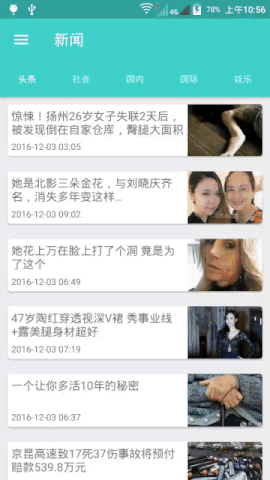 4G 78% 上午10:56
新闻
头条 社会 国内 国际 娱乐
惊悚！扬州26岁女子失联2天后，
被发现倒在自家仓库，臀腿大面积
2016-12-03 03:05
她是北影三朵金花，与刘晓庆齐
名，消失多年变这样...
2016-12-03 09:02
她花上万在脸上打了个洞 竟是为
了这个
2016-12-03 06:49
47岁陶红穿透视深V裙 秀事业线
+露美腿身材超好
2016-12-03 07:19
一个让你多活10年的秘密
2016-12-03 06:37
京昆高速致17死37伤事故将预付
赔款539.8万元